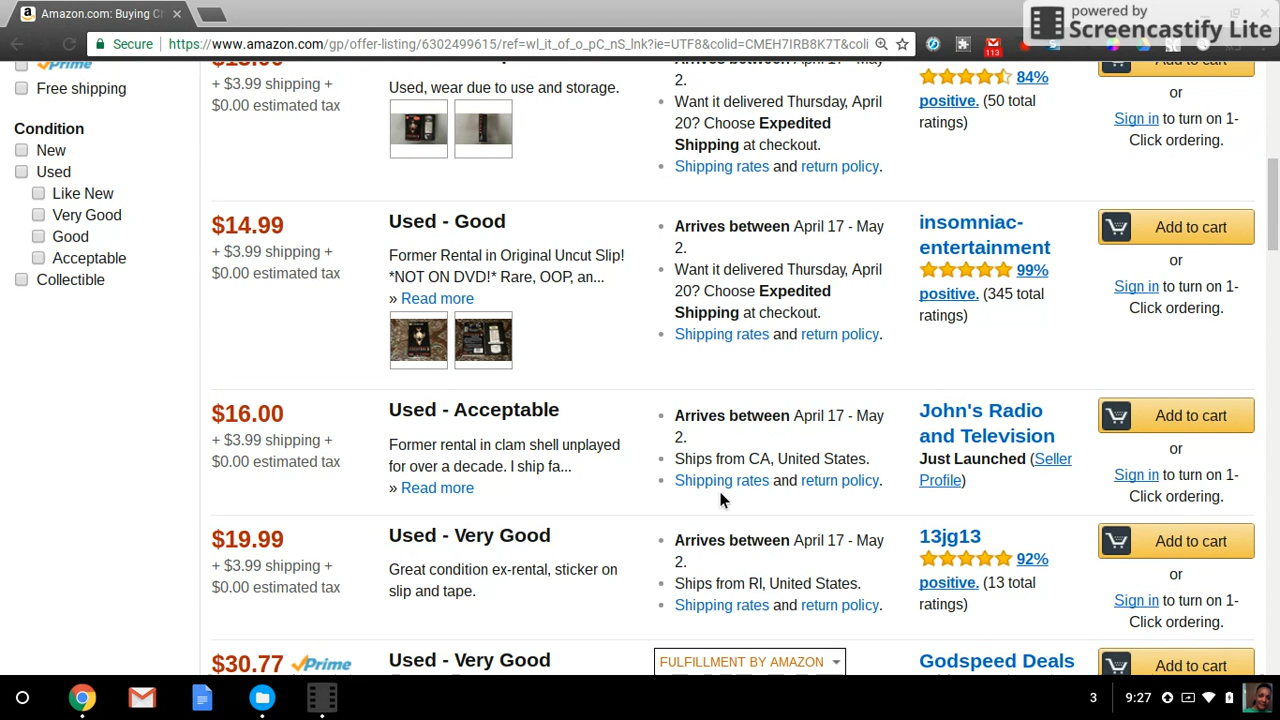 Amazon.com: Buying Ch
powered by
Screencastify Lite
Secure https://www.amazon.com/gp/offer-listing/6302496615/ref=wl_it_of_o_pC_nS_lnk?ie=UTF8&colid=CMEH7IRB8K7T&coli
113
Prime
Free shipping
Condition
New
Used
Like New
Very Good
Good
Acceptable
Collectible
+ $3.99 shipping +
$0.00 estimated tax
Used, wear due to use and storage.
Arrives between April 17 - May
2.
Want it delivered Thursday, April
20? Choose Expedited
Shipping at checkout.
Shipping rates and return policy.
84%
positive. (50 total
ratings)
Add to cart
or
Sign in to turn on 1-
Click ordering.
$14.99
+ $3.99 shipping +
$0.00 estimated tax
Used - Good
Former Rental in Original Uncut Slip!
*NOT ON DVD!* Rare, OOP, an...
» Read more
Arrives between April 17 - May
2.
Want it delivered Thursday, April
20? Choose Expedited
Shipping at checkout.
Shipping rates and return policy.
insomniac-
entertainment
99%
positive. (345 total
ratings)
Add to cart
or
Sign in to turn on 1-
Click ordering.
$16.00
+ $3.99 shipping +
$0.00 estimated tax
Used - Acceptable
Former rental in clam shell unplayed
for over a decade. I ship fa...
» Read more
Arrives between April 17 - May
2.
Ships from CA, United States.
Shipping rates and return policy.
John's Radio
and Television
Just Launched (Seller
Profile)
Add to cart
or
Sign in to turn on 1-
Click ordering.
$19.99
+ $3.99 shipping +
$0.00 estimated tax
Used - Very Good
Great condition ex-rental, sticker on
slip and tape.
Arrives between April 17 - May
2.
Ships from RI, United States.
Shipping rates and return policy.
13jg13
92%
positive. (13 total
ratings)
Add to cart
or
Sign in to turn on 1-
Click ordering.
$30.77 Prime
Used - Very Good
FULFILLMENT BY AMAZON
Godspeed Deals
Add to cart
3
9:27